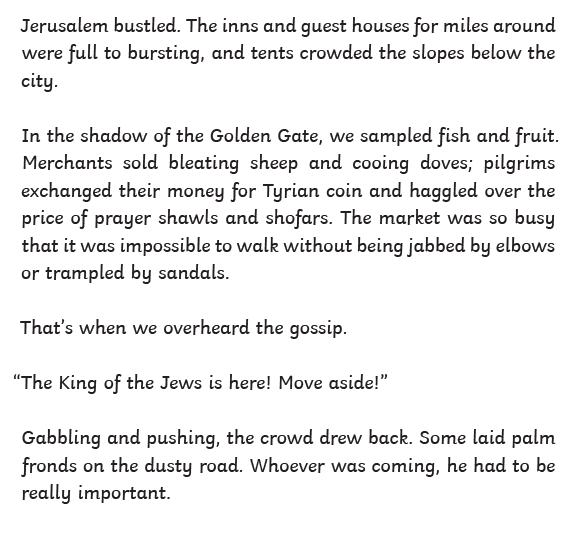 Jerusalem bustled. The inns and guest houses for miles around
were full to bursting, and tents crowded the slopes below the
city.
In the shadow of the Golden Gate, we sampled fish and fruit.
Merchants sold bleating sheep and cooing doves; pilgrims
exchanged their money for Tyrian coin and haggled over the
price of prayer shawls and shofars. The market was so busy
that it was impossible to walk without being jabbed by elbows
or trampled by sandals.
That’s when we overheard the gossip.
“The King of the Jews is here! Move aside!”
Gabbling and pushing, the crowd drew back. Some laid palm
fronds on the dusty road. Whoever was coming, he had to be
really important.